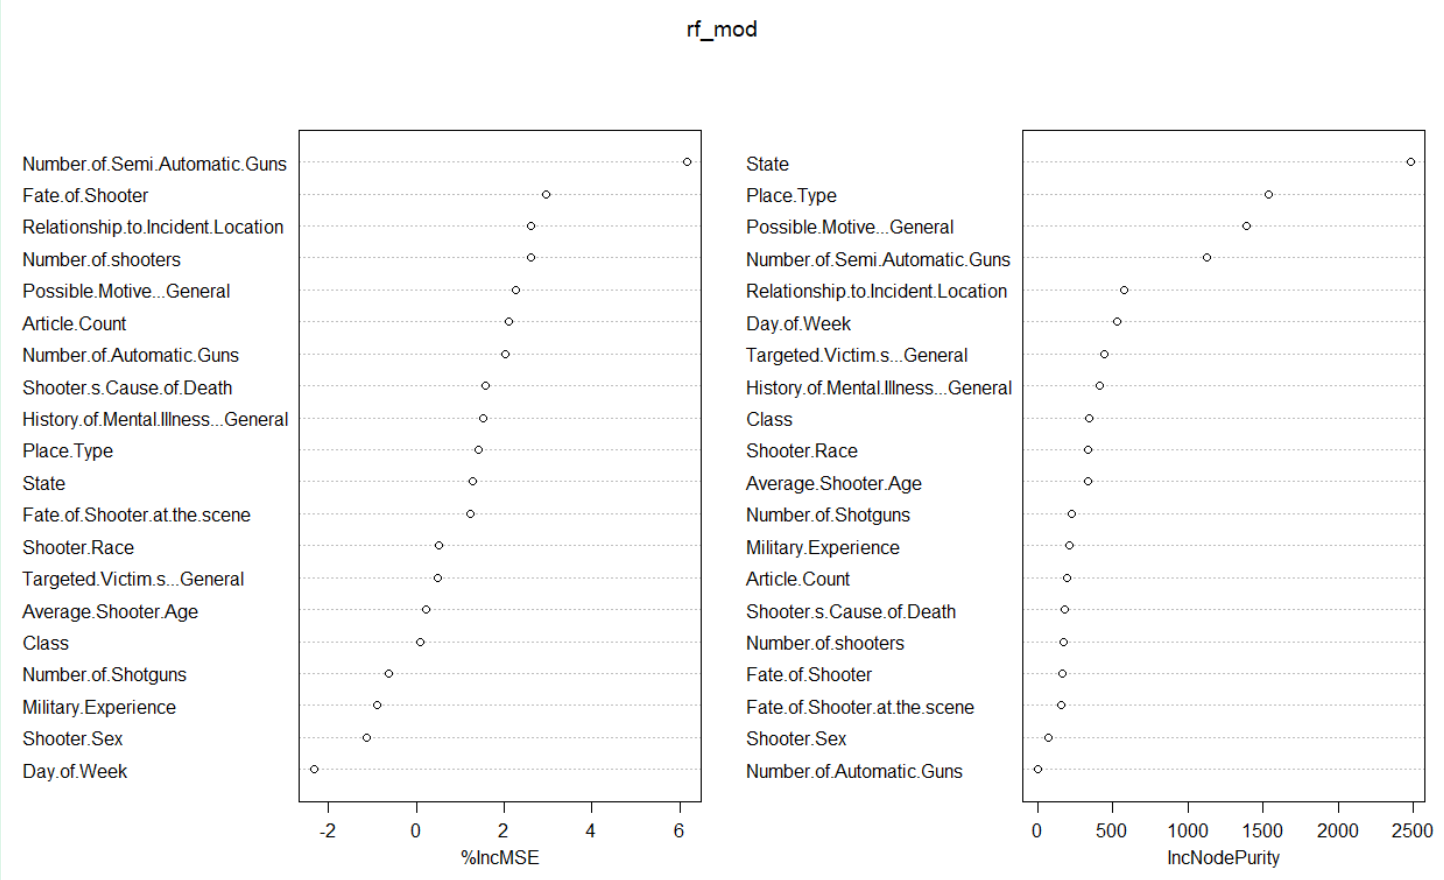 rf_mod
Number.of.Semi.Automatic.Guns
Fate.of.Shooter
Relationship.to.Incident.Location
Number.of.shooters
Possible.Motive...General
Article.Count
Number.of.Automatic.Guns
Shooter.s.Cause.of.Death
History.of.Mental.Illness...General
Place.Type
State
Fate.of.Shooter.at.the.scene
Shooter.Race
Targeted.Victim.s...General
Average.Shooter.Age
Class
Number.of.Shotguns
Military.Experience
Shooter.Sex
Day.of.Week
-2 0 2 4 6
%IncMSE
State
Place.Type
Possible.Motive...General
Number.of.Semi.Automatic.Guns
Relationship.to.Incident.Location
Day.of.Week
Targeted.Victim.s...General
History.of.Mental.Illness...General
Class
Shooter.Race
Average.Shooter.Age
Number.of.Shotguns
Military.Experience
Article.Count
Shooter.s.Cause.of.Death
Number.of.shooters
Fate.of.Shooter
Fate.of.Shooter.at.the.scene
Shooter.Sex
Number.of.Automatic.Guns
0 500 1000 1500 2000 2500
IncNodePurity